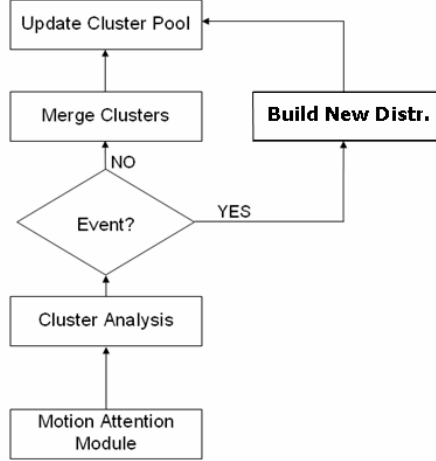 Update Cluster Pool
Merge Clusters
Build New Distr.
NO
Event?
YES
Cluster Analysis
Motion Attention
Module